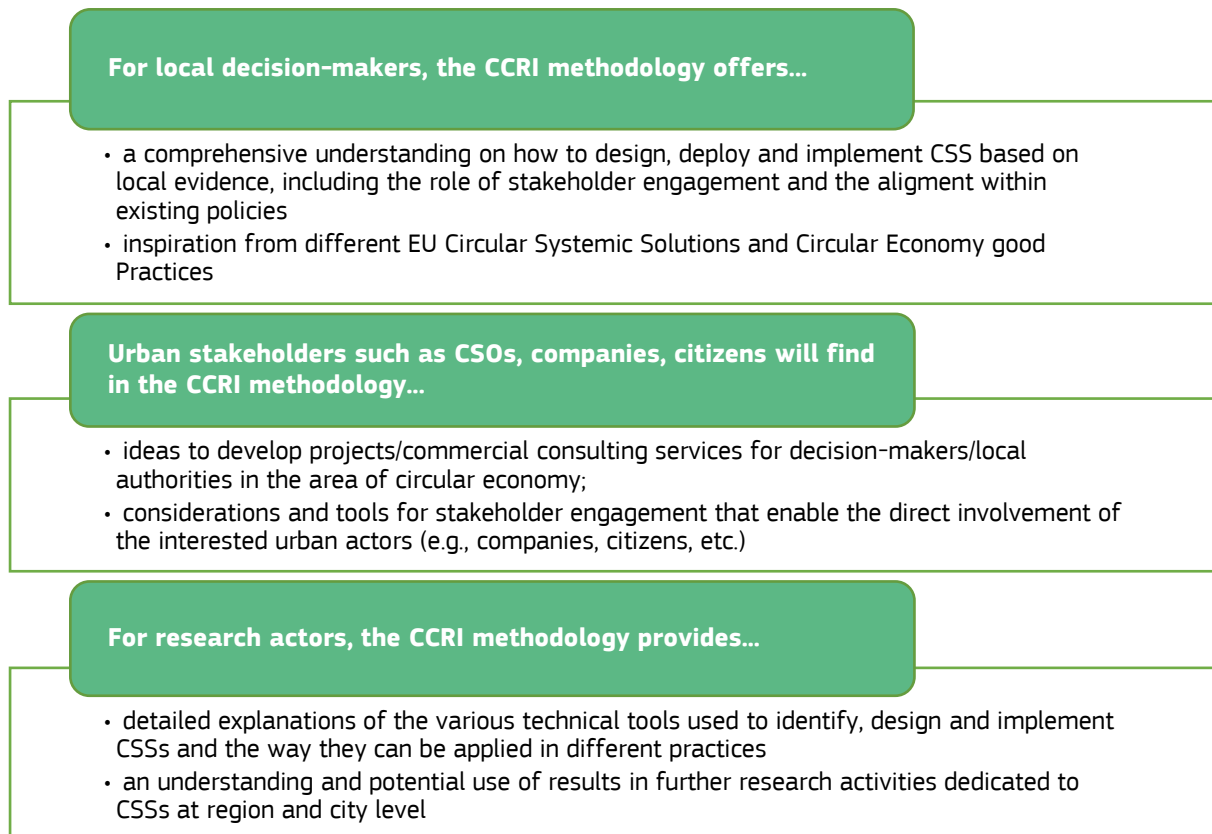 For local decision-makers, the CCRI methodology offers...
• a comprehensive understanding on how to design, deploy and implement CSS based on
local evidence, including the role of stakeholder engagement and the aligment within
existing policies
• inspiration from different EU Circular Systemic Solutions and Circular Economy good
Practices
Urban stakeholders such as CSOs, companies, citizens will find
in the CCRI methodology...
• ideas to develop projects/commercial consulting services for decision-makers/local
authorities in the area of circular economy;
• considerations and tools for stakeholder engagement that enable the direct involvement of
the interested urban actors (e.g., companies, citizens, etc.)
For research actors, the CCRI methodology provides...
• detailed explanations of the various technical tools used to identify, design and implement
CSSs and the way they can be applied in different practices
• an understanding and potential use of results in further research activities dedicated to
CSSs at region and city level